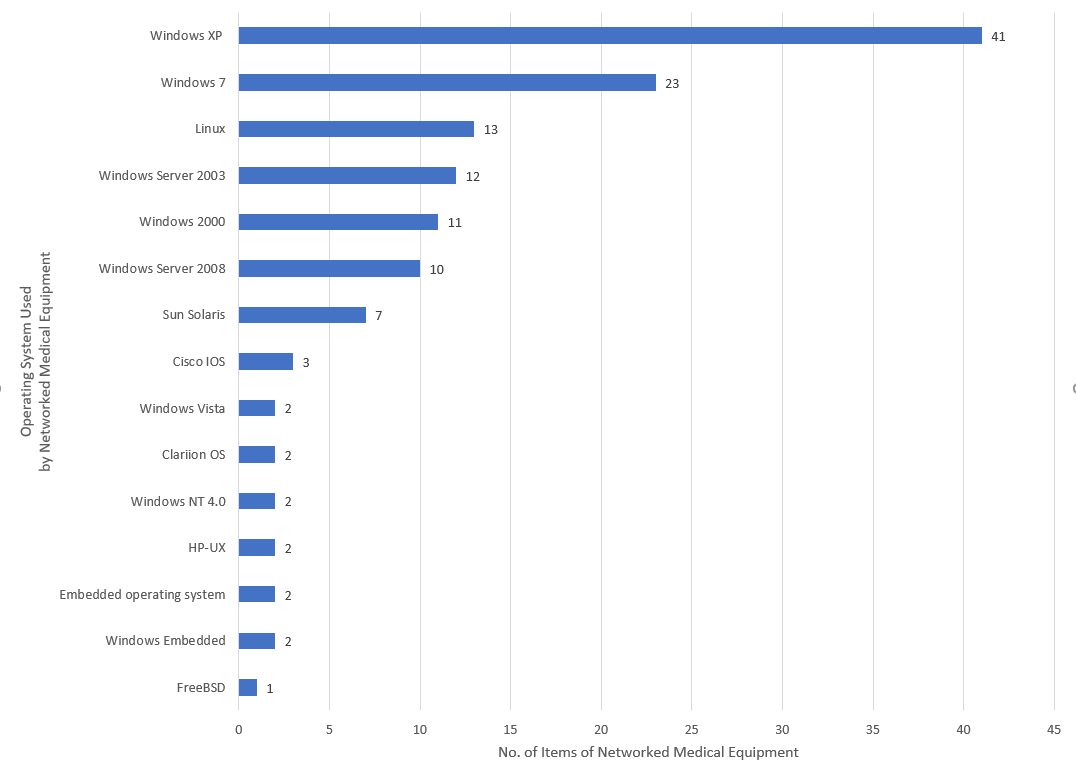 Windows XP 41
Windows 7 23
Linux 13
Windows Server 2003 12
Windows 2000 11
Windows Server 2008 10
Sun Solaris 7
Cisco IOS 3
Windows Vista 2
Clariion OS 2
Windows NT 4.0 2
HP-UX 2
Embedded operating system 2
Windows Embedded 2
FreeBSD 1
Operating System Used
by Networked Medical Equipment
0 5 10 15 20 25 30 35 40 45
No. of Items of Networked Medical Equipment